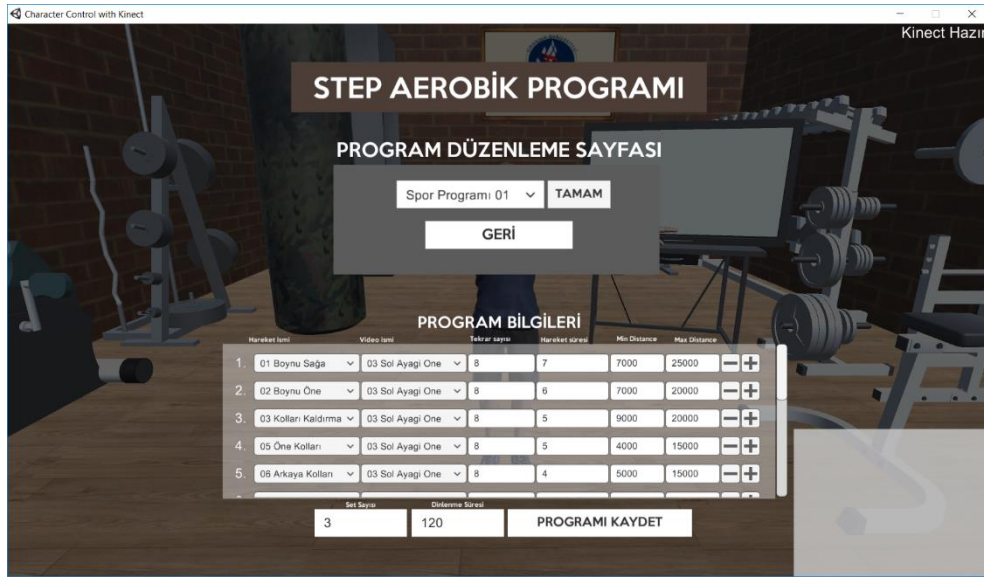 Character Control with Kinect
Kinect Hazır
STEP AEROBİK PROGRAMI
PROGRAM DÜZENLEME SAYFASI
Spor Programı 01 TAMAM
GERİ
PROGRAM BİLGİLERİ
Hareket İsmi Video İsmi Tekrar sayısı Hareket süresi Min Distance Max Distance
1. 01 Boynu Sağa 03 Sol Ayagi One 8 7 7000 25000
2. 02 Boynu Öne 03 Sol Ayagi One 8 6 7000 20000
3. 03 Kolları Kaldırma 03 Sol Ayagi One 8 5 9000 20000
4. 05 Öne Kolları 03 Sol Ayagi One 8 5 4000 15000
5. 06 Arkaya Kolları 03 Sol Ayagi One 8 4 5000 15000
Set Sayısı Dinlenme Süresi
3 120 PROGRAMI KAYDET